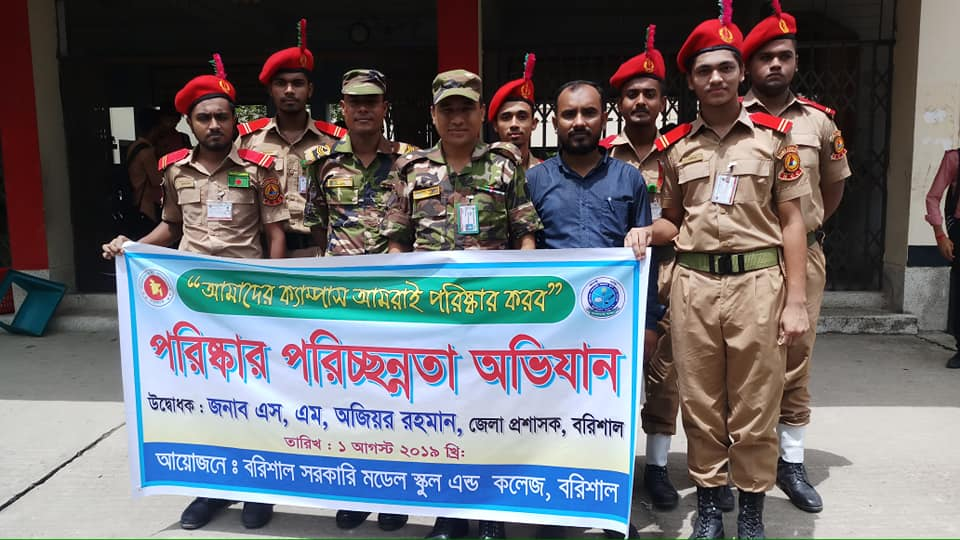 “আমাদের ক্যাম্পাস আমরাই পরিষ্কার করব”
পরিষ্কার পরিচ্ছন্নতা অভিযান
উদ্বোধক : জনাব এস, এম, অজিয়র রহমান, জেলা প্রশাসক, বরিশাল
তারিখ : ১ আগস্ট ২০১৯ খ্রি:
আয়োজনে : বরিশাল সরকারি মডেল স্কুল এন্ড কলেজ, বরিশাল